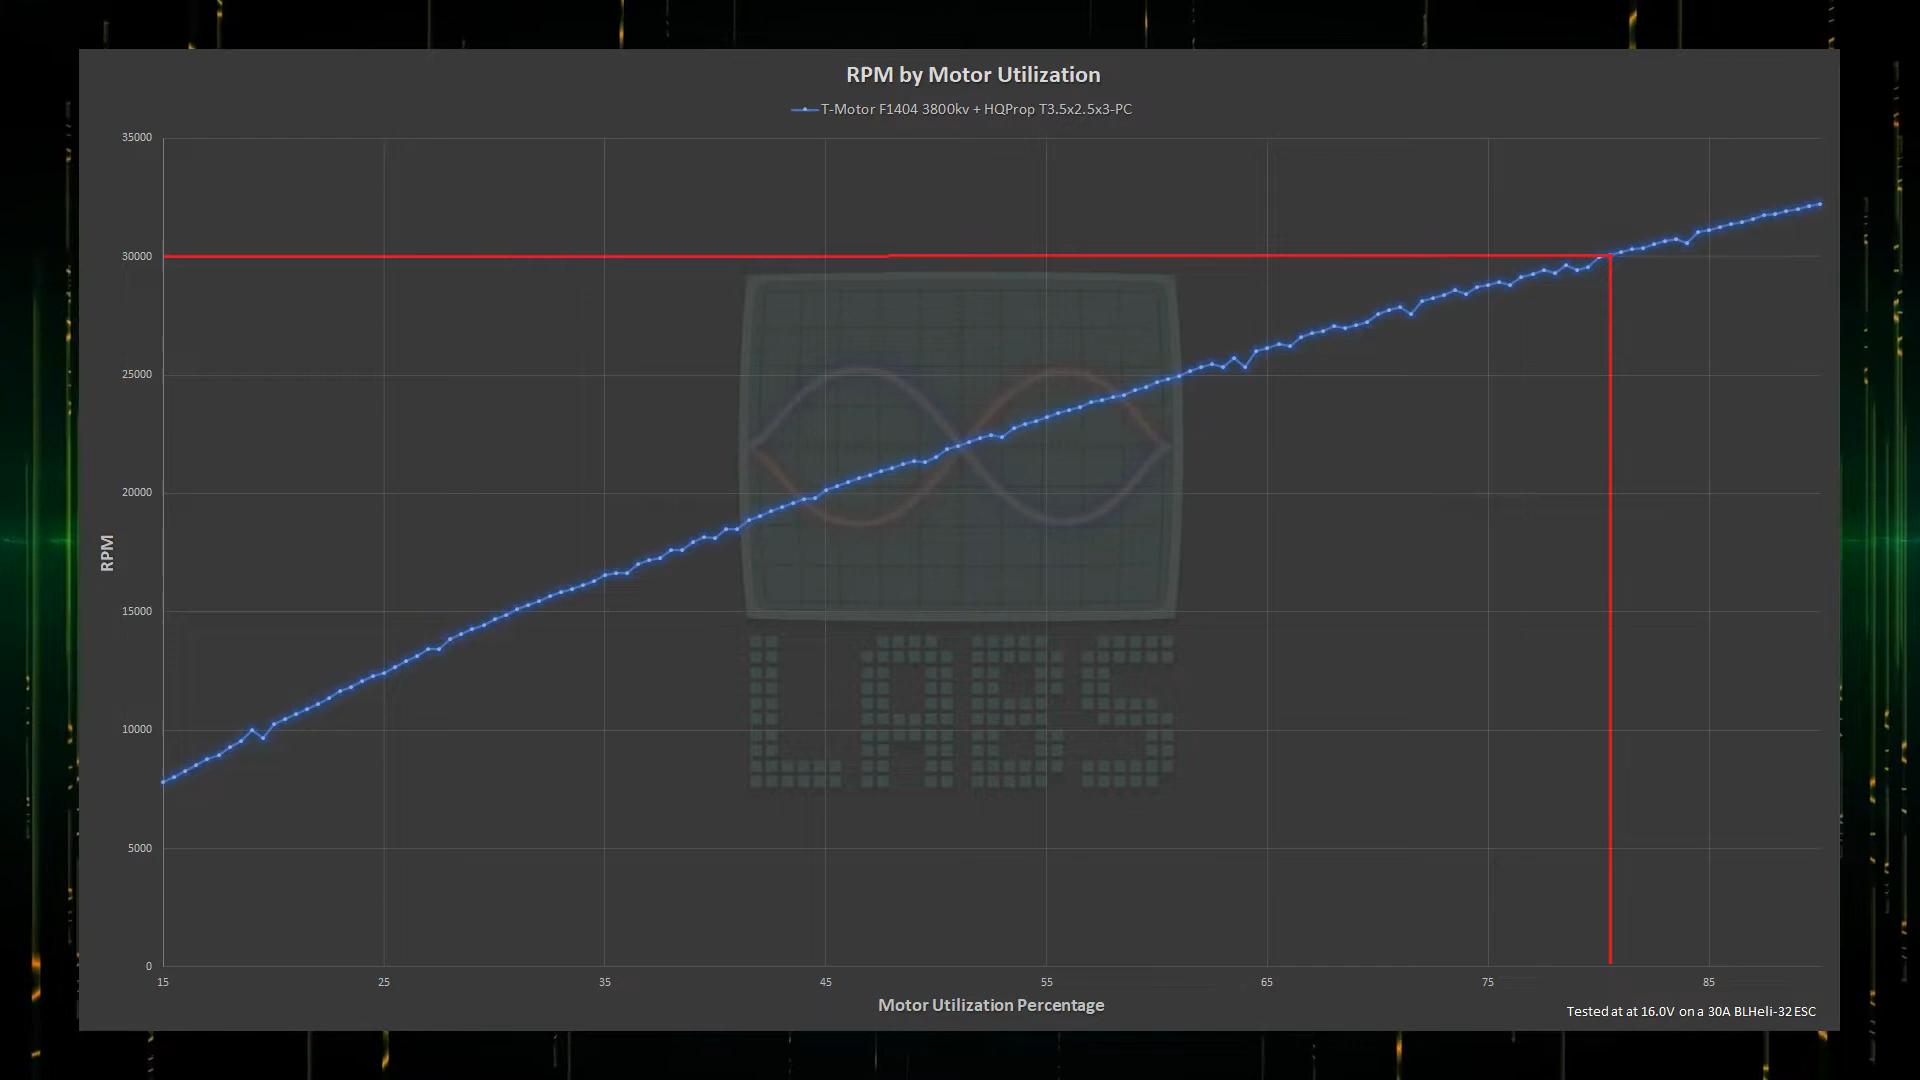 RPM by Motor Utilization
T-Motor F1404 3800kv + HQProp T3.5x2.5x3-PC
35000
30000
25000
20000
15000
10000
5000
0
RPM
LABS
15 25 35 45 55 65 75 85
Motor Utilization Percentage
Tested at at 16.0V on a 30A BLHeli-32 ESC